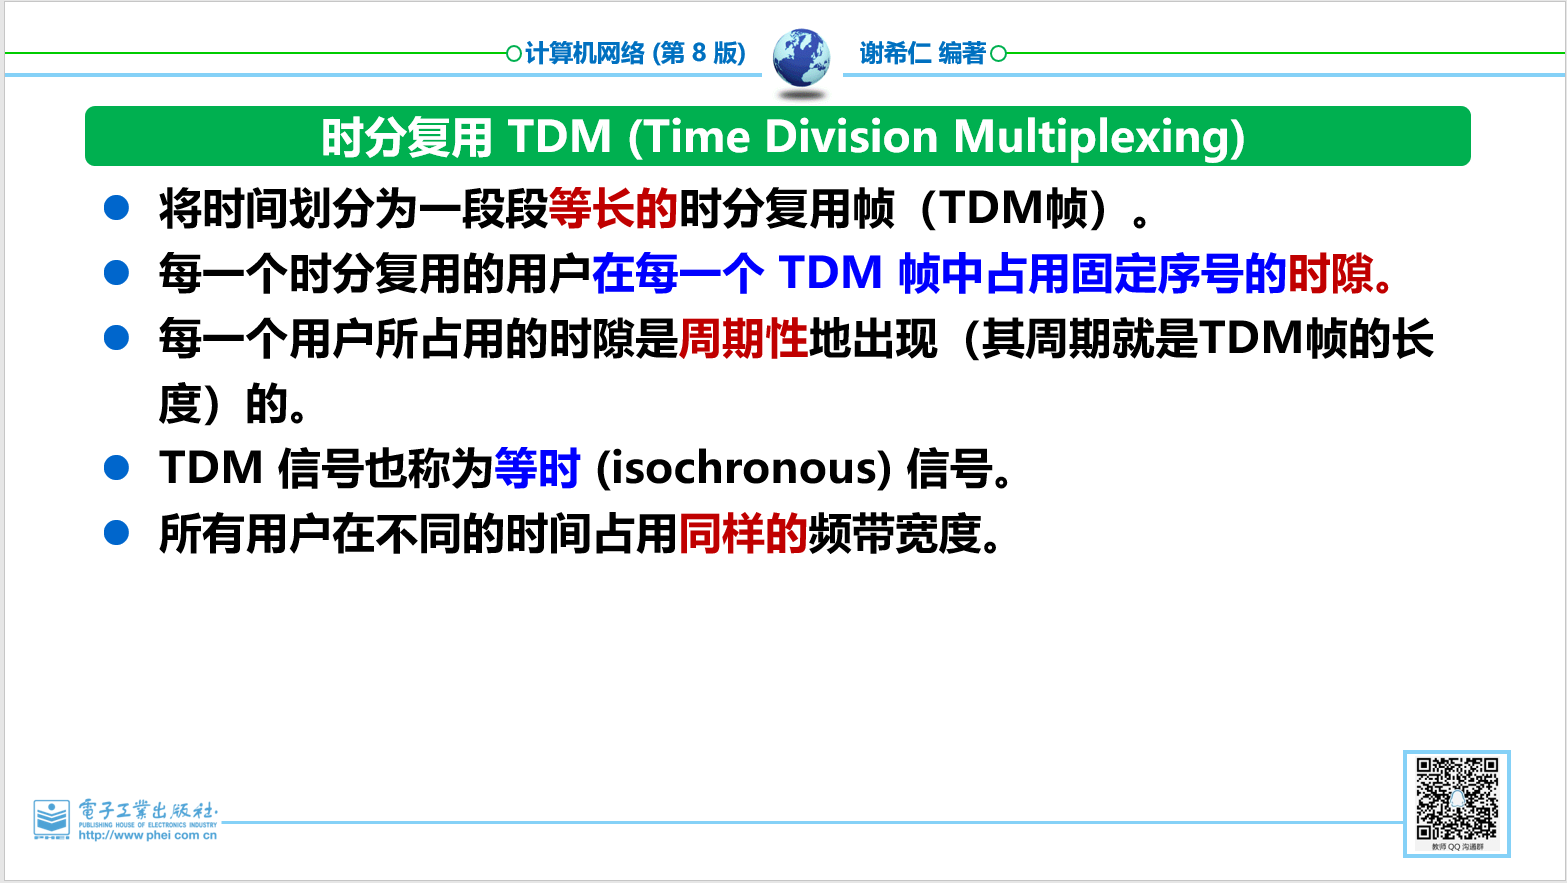 计算机网络 (第 8 版)
谢希仁 编著
时分复用 TDM (Time Division Multiplexing)
将时间划分为一段段等长的时分复用帧（TDM帧）。
每一个时分复用的用户在每一个 TDM 帧中占用固定序号的时隙。
每一个用户所占用的时隙是周期性地出现（其周期就是TDM帧的长
度）的。
TDM 信号也称为等时 (isochronous) 信号。
所有用户在不同的时间占用同样的频带宽度。
電子工業出版社·
PUBLISHING HOUSE OF ELECTRONICS INDUSTRY
http://www phei com cn
教师 QQ 沟通群